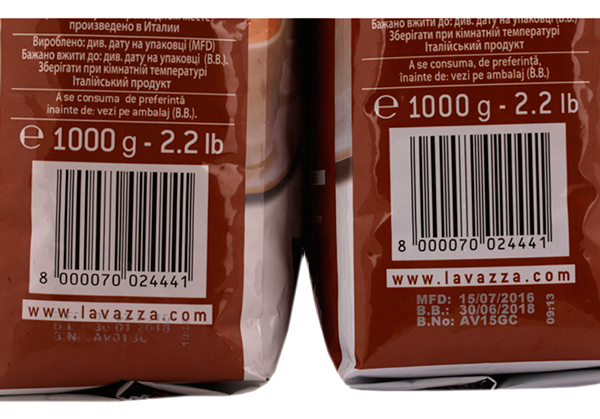 произведено в Италии
Вироблено: див. дату на упаковці (MFD)
Бажано вжити до: див. дату на упаковці (B.B.).
Зберігати при кімнатній температурі
Італійський продукт
A se consuma de preferință
înainte de: vezi pe ambalaj (B.B.).
℮ 1000 g - 2.2 lb
8 000070 024441
www.lavazza.com
30 01 2018
Бажано вжити до: див. дату на упаковці (B.B.).
Зберігати при кімнатній температурі
Італійський продукт
A se consuma de preferință
înainte de: vezi pe ambalaj (B.B.).
℮ 1000 g - 2.2 lb
8 000070 024441
www.lavazza.com
MFD: 15/07/2016
B.B.: 30/06/2018
B.No: AV15GC
09:13